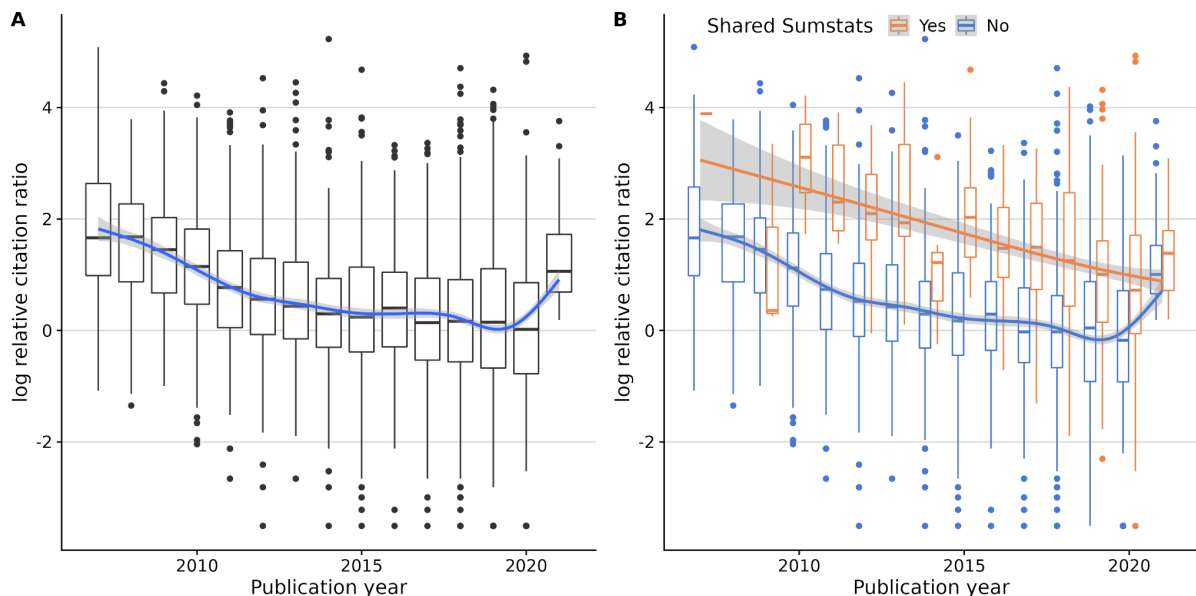 A
log relative citation ratio
4
2
0
-2
2010
2015
2020
Publication year
B
Shared Sumstats Yes No
log relative citation ratio
4
2
0
-2
2010
2015
2020
Publication year